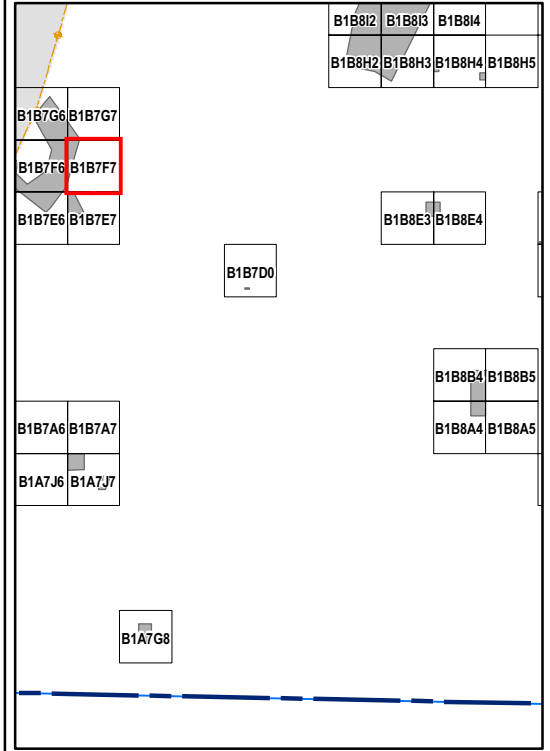 B1B8I2 B1B8I3 B1B8I4
B1B8H2 B1B8H3 B1B8H4 B1B8H5
B1B7G6 B1B7G7
B1B7F6 B1B7F7
B1B7E6 B1B7E7
B1B8E3 B1B8E4
B1B7D0
B1B8B4 B1B8B5
B1B7A6 B1B7A7
B1B8A4 B1B8A5
B1A7J6 B1A7J7
B1A7G8